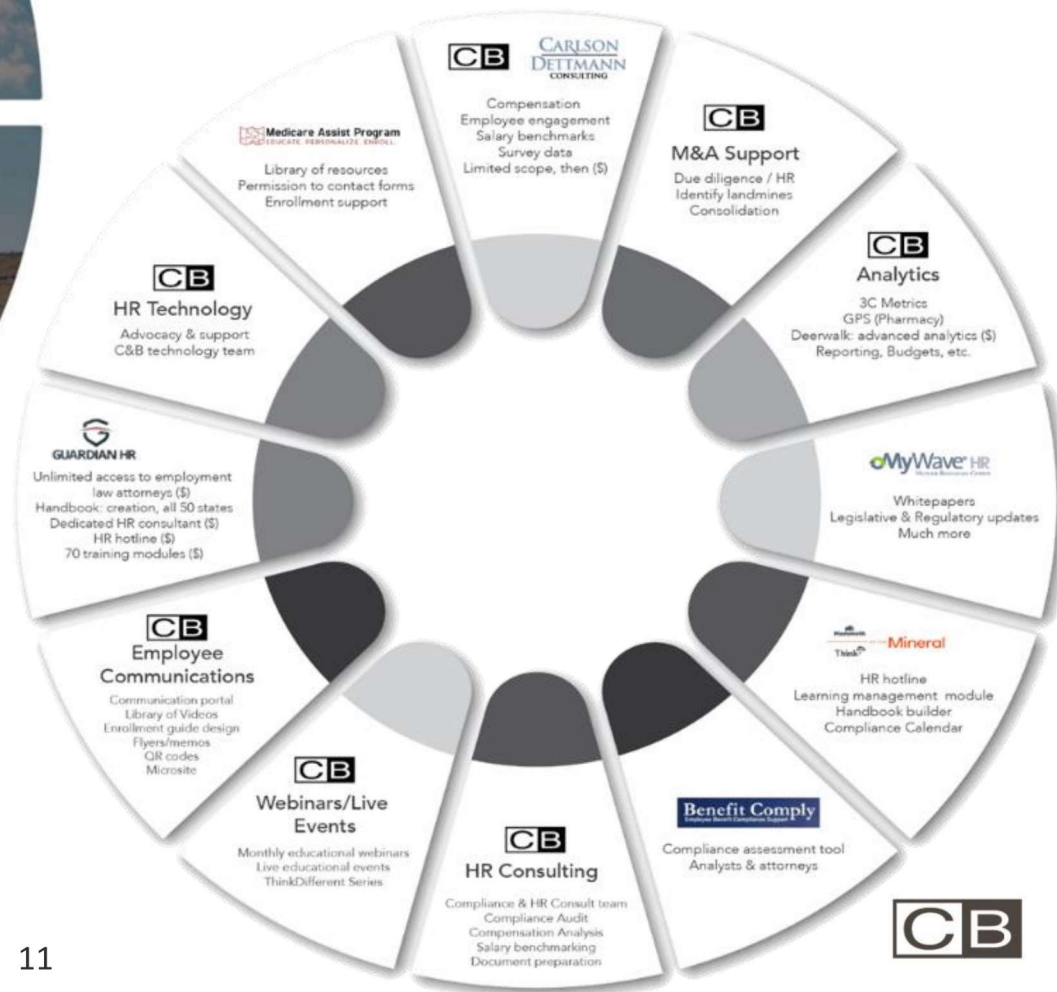 CB CARLSON
DETTMANN
CONSULTING
Compensation
Employee engagement
Salary benchmarks
Survey data
Limited scope, then ($)
CB
M&A Support
Due diligence / HR
Identify landmines
Consolidation
CB
Analytics
3C Metrics
GPS (Pharmacy)
Deerwalk: advanced analytics ($)
Reporting, Budgets, etc.
MyWave HR
Whitepapers
Legislative & Regulatory updates
Much more
Mammoth
Think
Mineral
HR hotline
Learning management module
Handbook builder
Compliance Calendar
Benefit Comply
Employee Benefit Compliance Support
Compliance assessment tool
Analysts & attorneys
CB
HR Consulting
Compliance & HR Consult team
Compliance Audit
Compensation Analysis
Salary benchmarking
Document preparation
CB
Webinars/Live
Events
Monthly educational webinars
Live educational events
ThinkDifferent Series
CB
Employee
Communications
Communication portal
Library of Videos
Enrollment guide design
Flyers/memos
QR codes
Microsite
GUARDIAN HR
Unlimited access to employment
law attorneys ($)
Handbook: creation, all 50 states
Dedicated HR consultant ($)
HR hotline ($)
70 training modules ($)
CB
HR Technology
Advocacy & support
C&B technology team
Medicare Assist Program
EDUCATE. PERSONALIZE. ENROLL.
Library of resources
Permission to contact forms
Enrollment support
CB
11